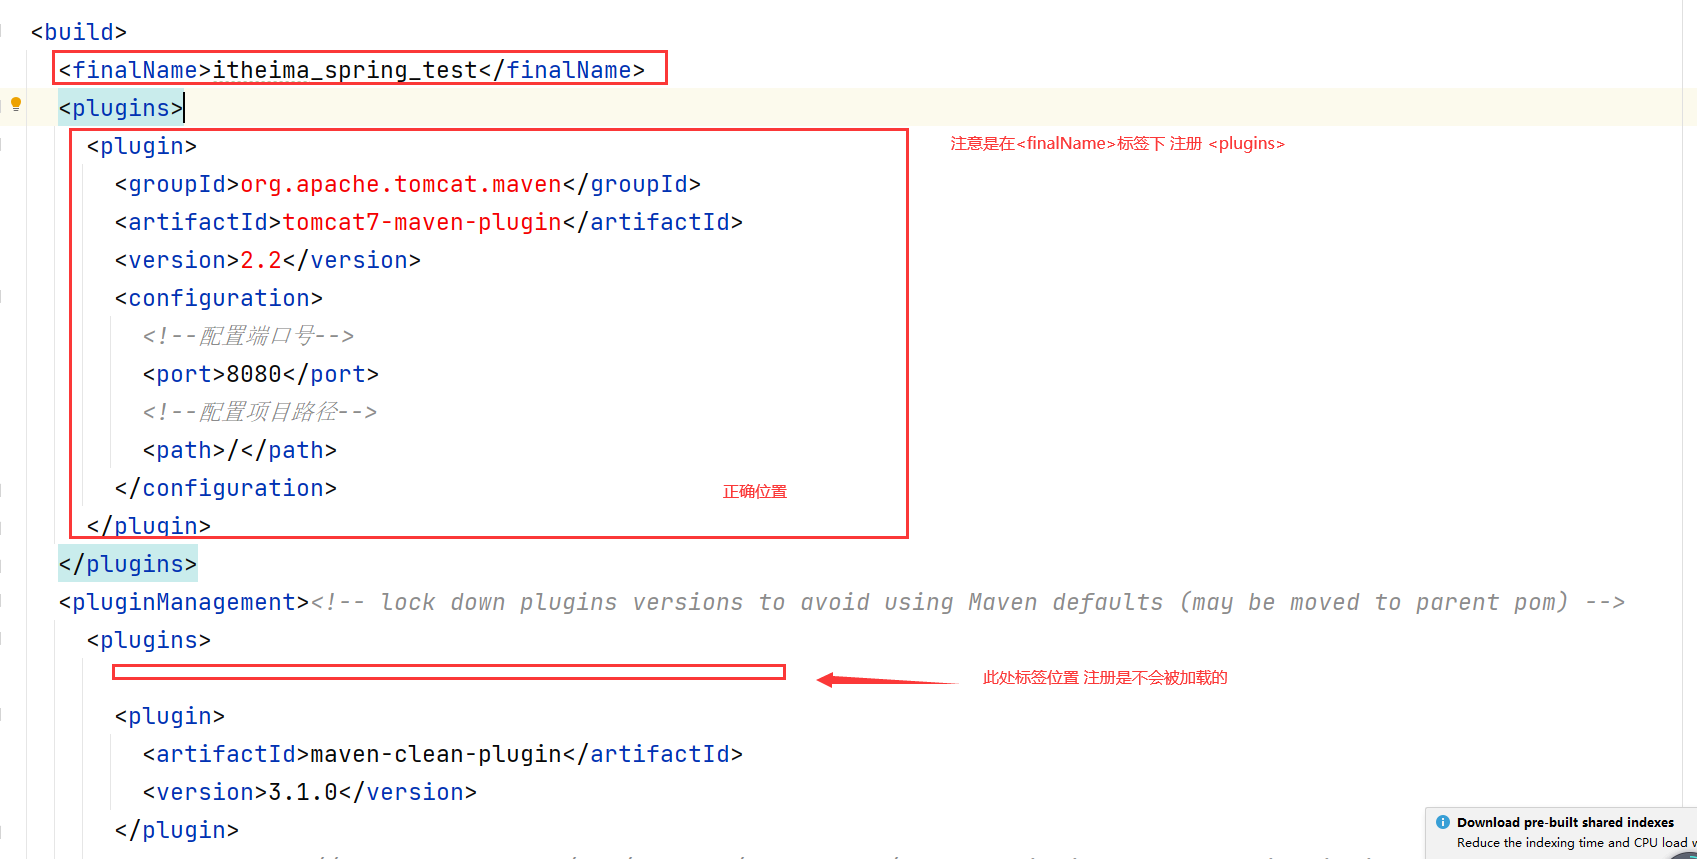 <build>
<finalName>itheima_spring_test</finalName>
<plugins>
<plugin>
注意是在<finalName>标签下 注册 <plugins>
<groupId>org.apache.tomcat.maven</groupId>
<artifactId>tomcat7-maven-plugin</artifactId>
<version>2.2</version>
<configuration>
<!--配置端口号-->
<port>8080</port>
<!--配置项目路径-->
<path>/</path>
</configuration>
正确位置
</plugin>
</plugins>
<pluginManagement><!-- lock down plugins versions to avoid using Maven defaults (may be moved to parent pom) -->
<plugins>
此处标签位置 注册是不会被加载的
<plugin>
<artifactId>maven-clean-plugin</artifactId>
<version>3.1.0</version>
</plugin>
Download pre-built shared indexes
Reduce the indexing time and CPU load